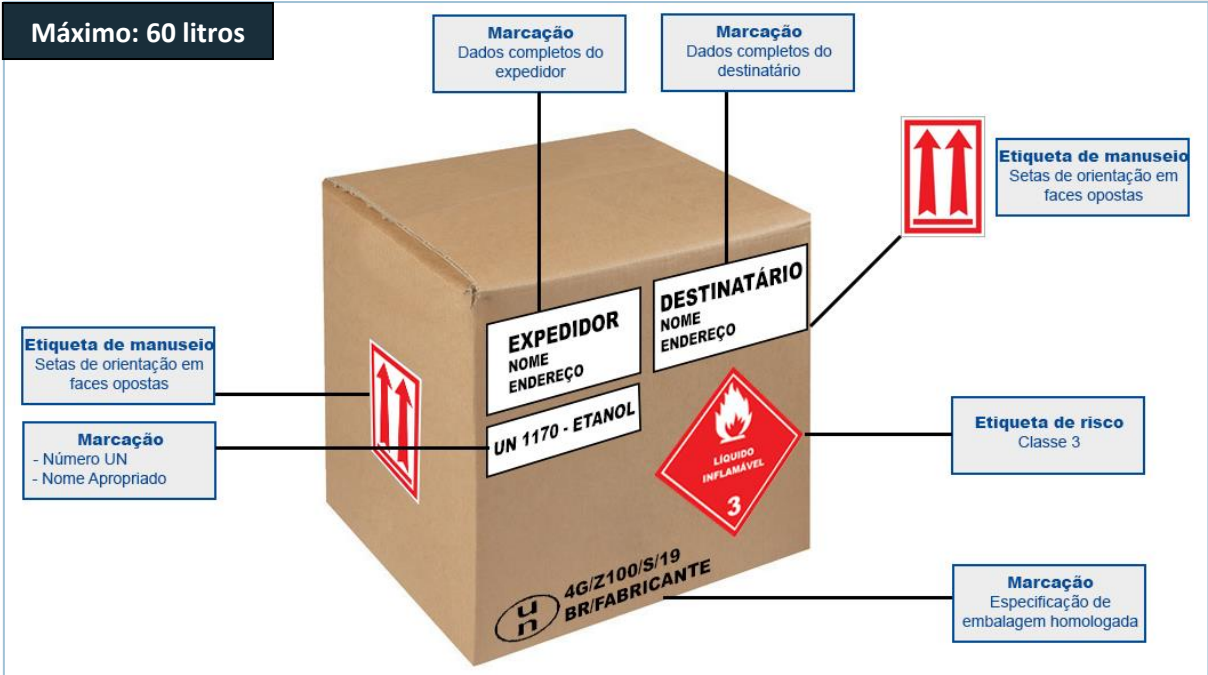 Máximo: 60 litros
Marcação
Dados completos do
expedidor
Marcação
Dados completos do
destinatário
Etiqueta de manuseio
Setas de orientação em
faces opostas
EXPEDIDOR
NOME
ENDEREÇO
DESTINATÁRIO
NOME
ENDEREÇO
Etiqueta de manuseio
Setas de orientação em
faces opostas
UN 1170 - ETANOL
Marcação
- Número UN
- Nome Apropriado
LÍQUIDO
INFLAMÁVEL
3
Etiqueta de risco
Classe 3
u
n
4G/Z100/S/19
BR/FABRICANTE
Marcação
Especificação de
embalagem homologada